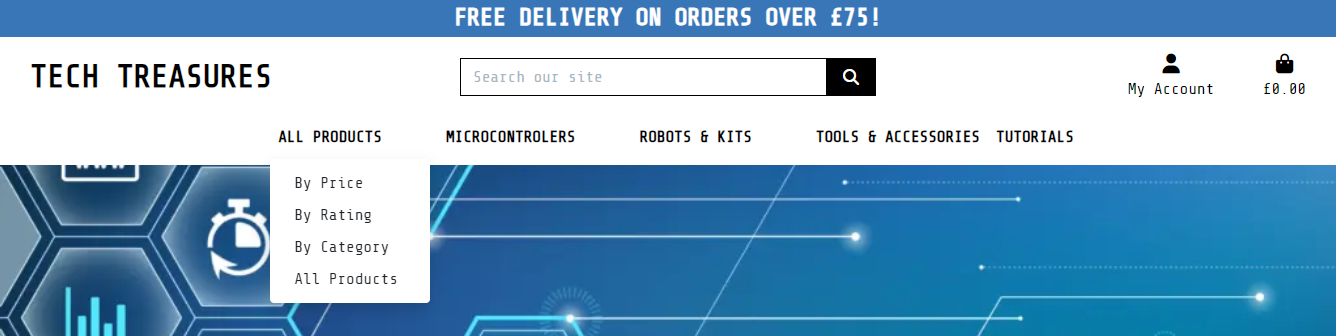 FREE DELIVERY ON ORDERS OVER £75!
TECH TREASURES
Search our site
My Account
£0.00
ALL PRODUCTS MICROCONTROLERS ROBOTS & KITS TOOLS & ACCESSORIES TUTORIALS
By Price
By Rating
By Category
All Products